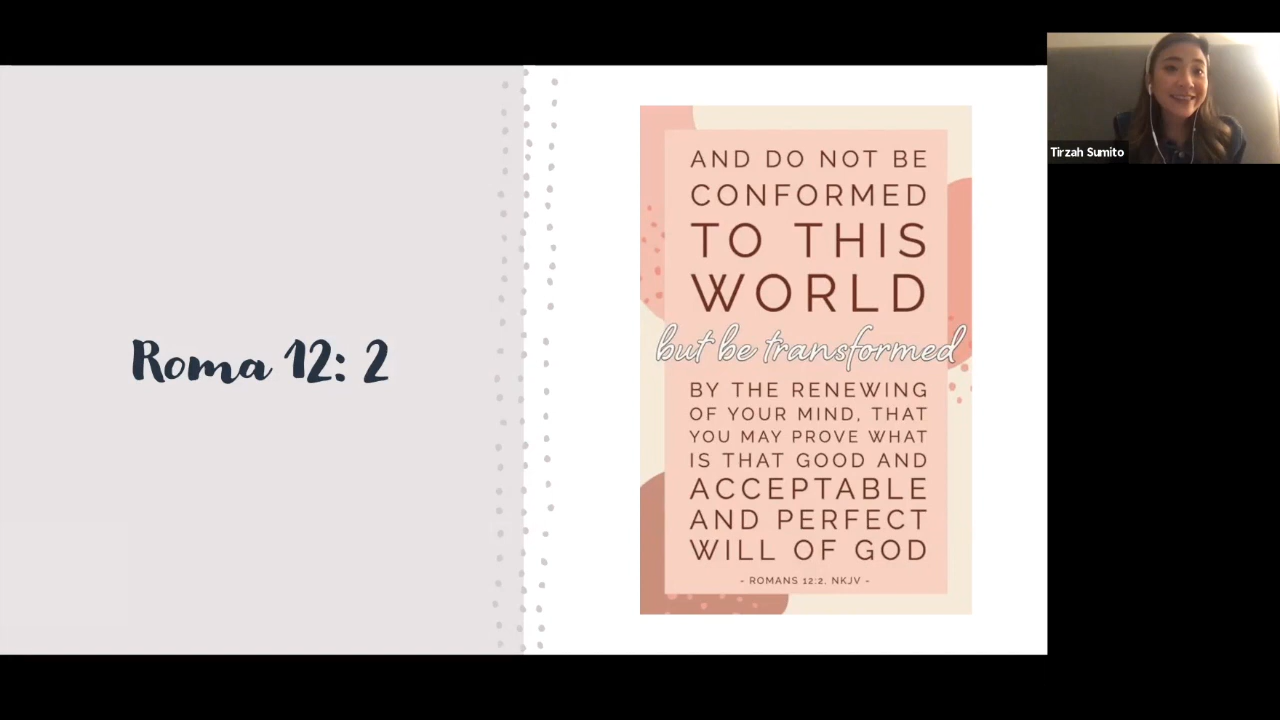 Roma 12: 2
AND DO NOT BE
CONFORMED
TO THIS
WORLD
but be transformed
BY THE RENEWING
OF YOUR MIND, THAT
YOU MAY PROVE WHAT
IS THAT GOOD AND
ACCEPTABLE
AND PERFECT
WILL OF GOD
- ROMANS 12:2, NKJV -
Tirzah Sumito